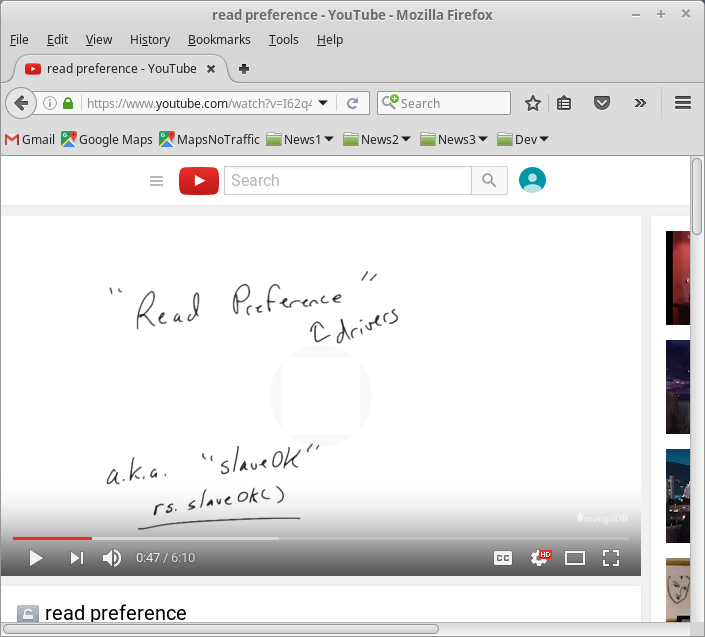 read preference - YouTube - Mozilla Firefox
File Edit View History Bookmarks Tools Help
read preference - YouTube
https://www.youtube.com/watch?v=I62q4 Search
Gmail Google Maps MapsNoTraffic News1 News2 News3 Dev
Search
"Read Preference"
drivers
a.k.a. "slaveOK"
rs.slaveOK()
mongoDB
0:47 / 6:10 CC HD
read preference